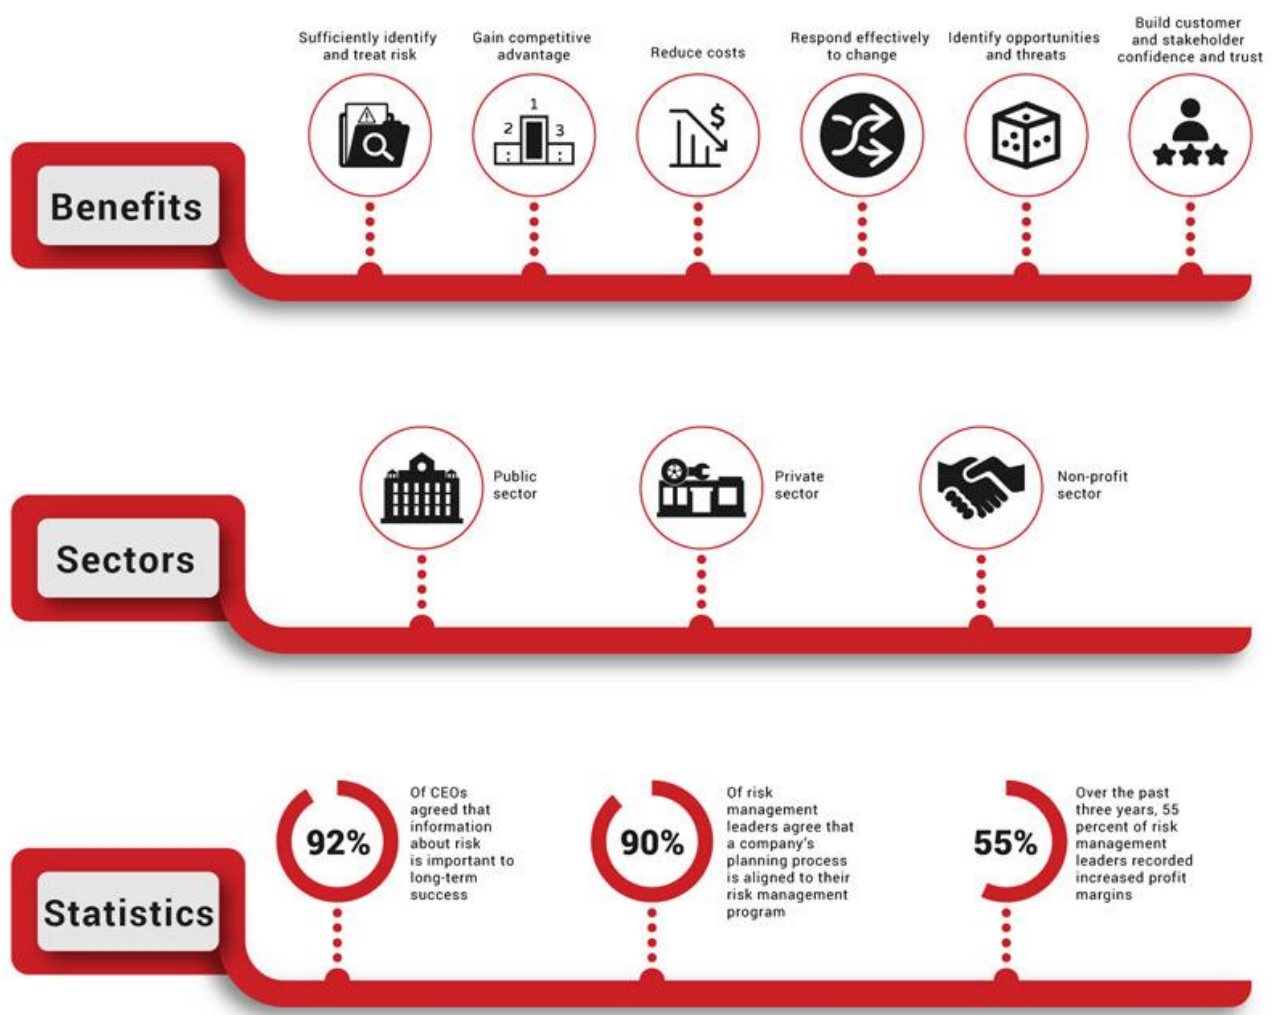 Sufficiently identify
and treat risk
Gain competitive
advantage
Reduce costs
Respond effectively
to change
Identify opportunities
and threats
Build customer
and stakeholder
confidence and trust
1
2
3
$
Benefits
Public
sector
Private
sector
Non-profit
sector
Sectors
92%
Of CEOs
agreed that
information
about risk
is important to
long-term
success
90%
Of risk
management
leaders agree that
a company's
planning process
is aligned to their
risk management
program
55%
Over the past
three years, 55
percent of risk
management
leaders recorded
increased profit
margins
Statistics